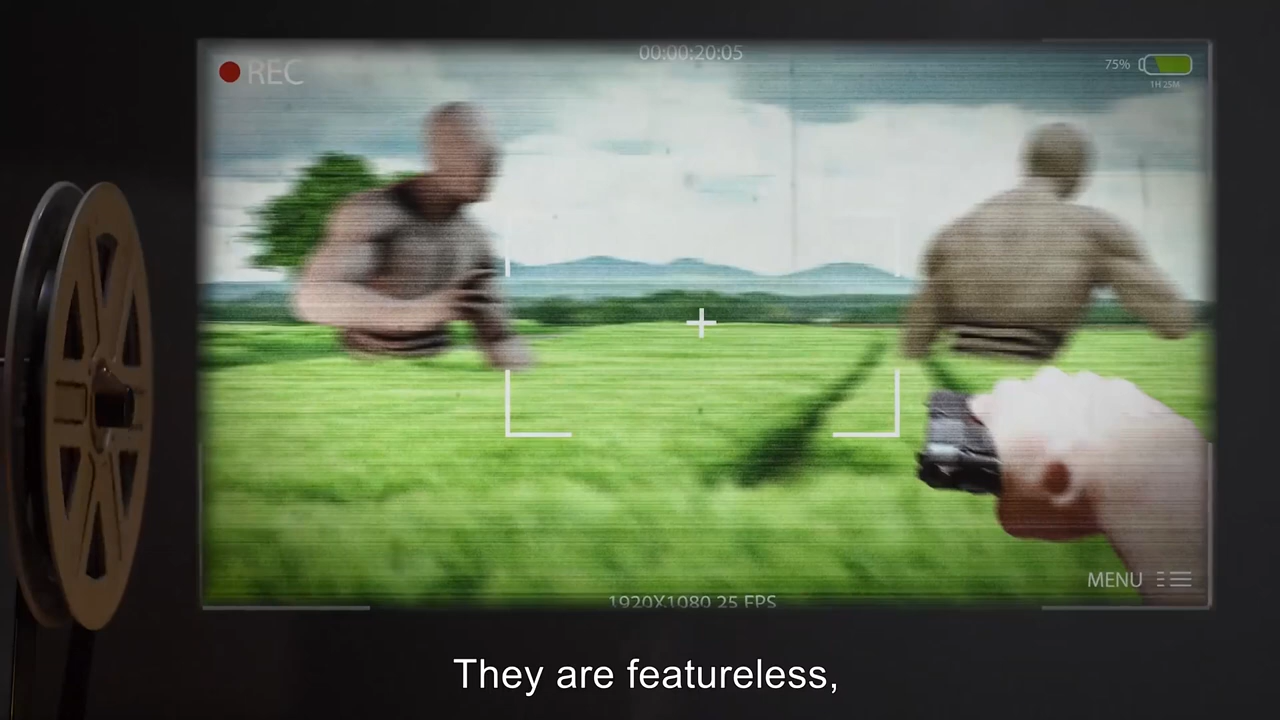 00:00:20:05
REC
75%
1H 25M
MENU
1920X1080 25 FPS
They are featureless,